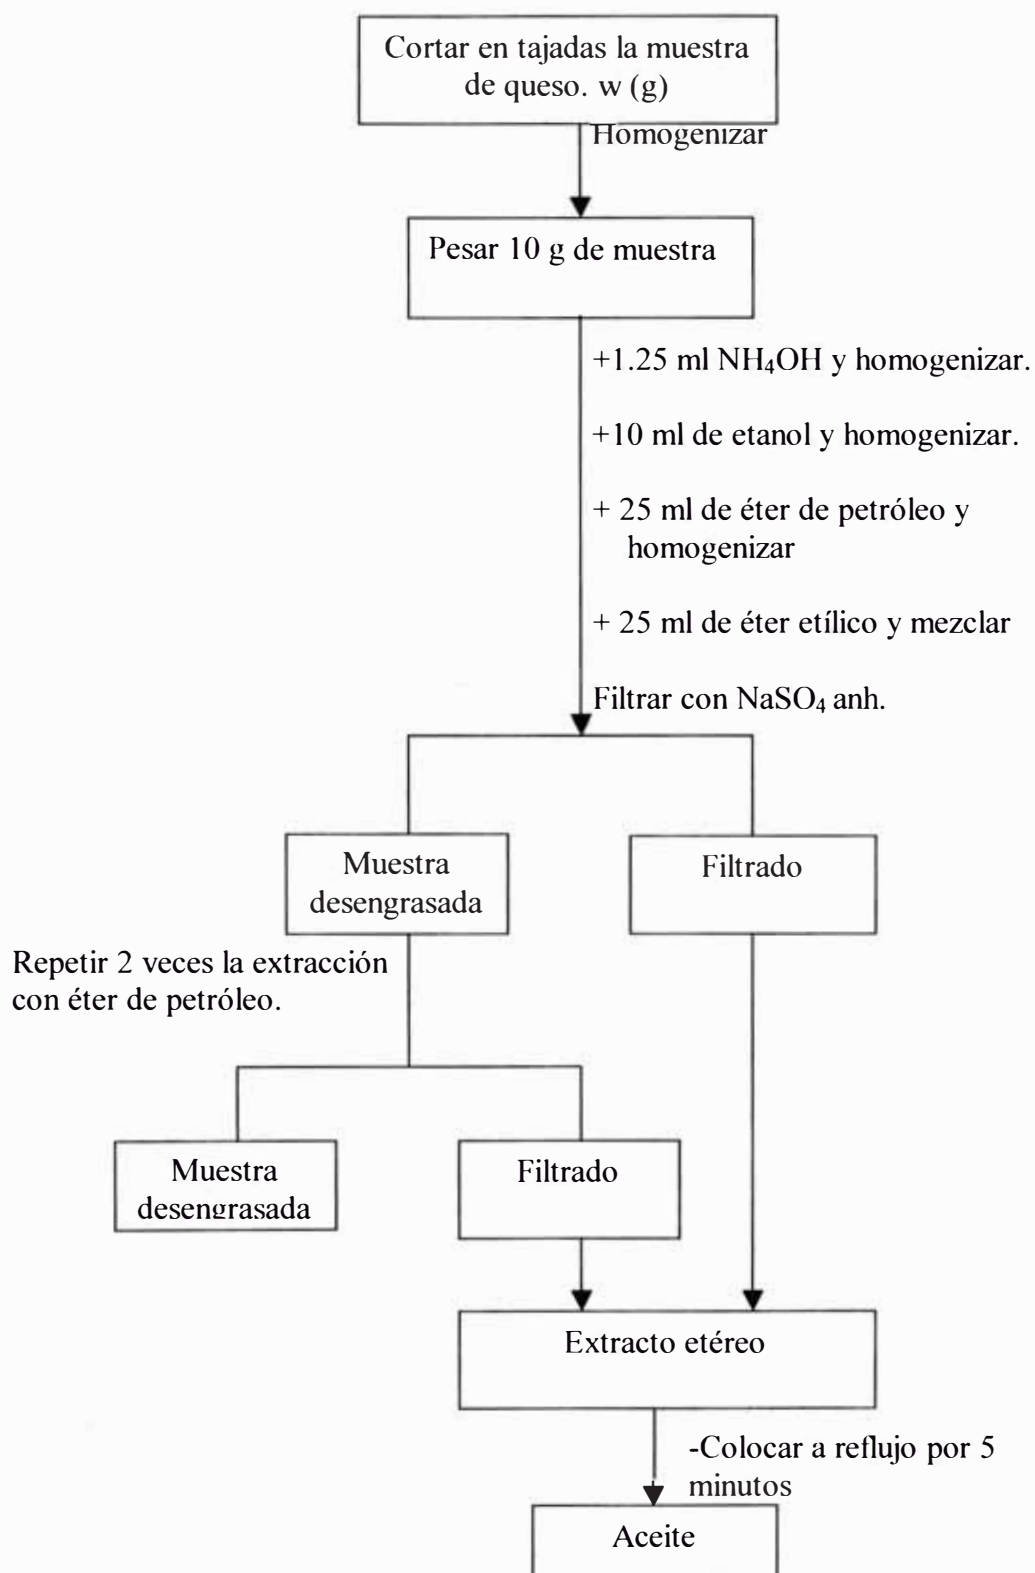 Cortar en tajadas la muestra
de queso. w (g)
Homogenizar
Pesar 10 g de muestra
+1.25 ml NH₄OH y homogenizar.
+10 ml de etanol y homogenizar.
+ 25 ml de éter de petróleo y
homogenizar
+ 25 ml de éter etílico y mezclar
Filtrar con NaSO₄ anh.
Muestra
desengrasada
Filtrado
Repetir 2 veces la extracción
con éter de petróleo.
Muestra
desengrasada
Filtrado
Extracto etéreo
-Colocar a reflujo por 5
minutos
Aceite